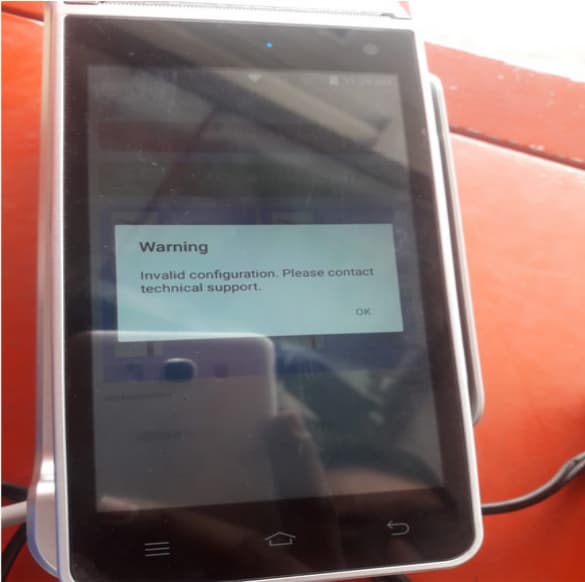 Warning
Invalid configuration. Please contact
technical support.
OK